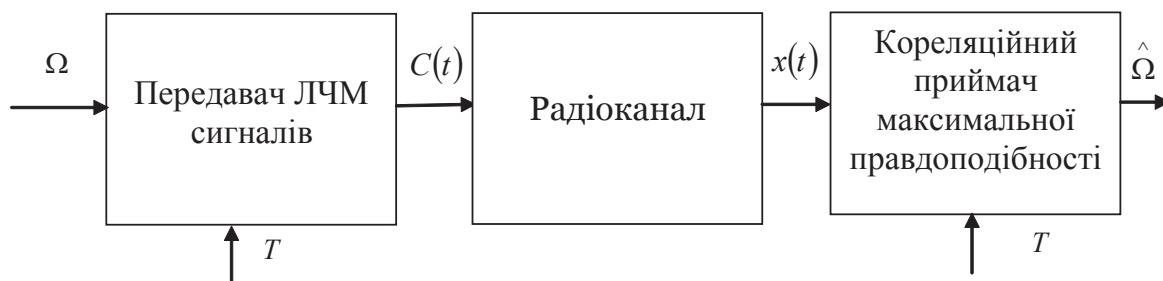 Ω
Передавач ЛЧМ
сигналів
C(t)
Радіоканал
x(t)
Кореляційний
приймач
максимальної
правдоподібності
Ω̂
T
T